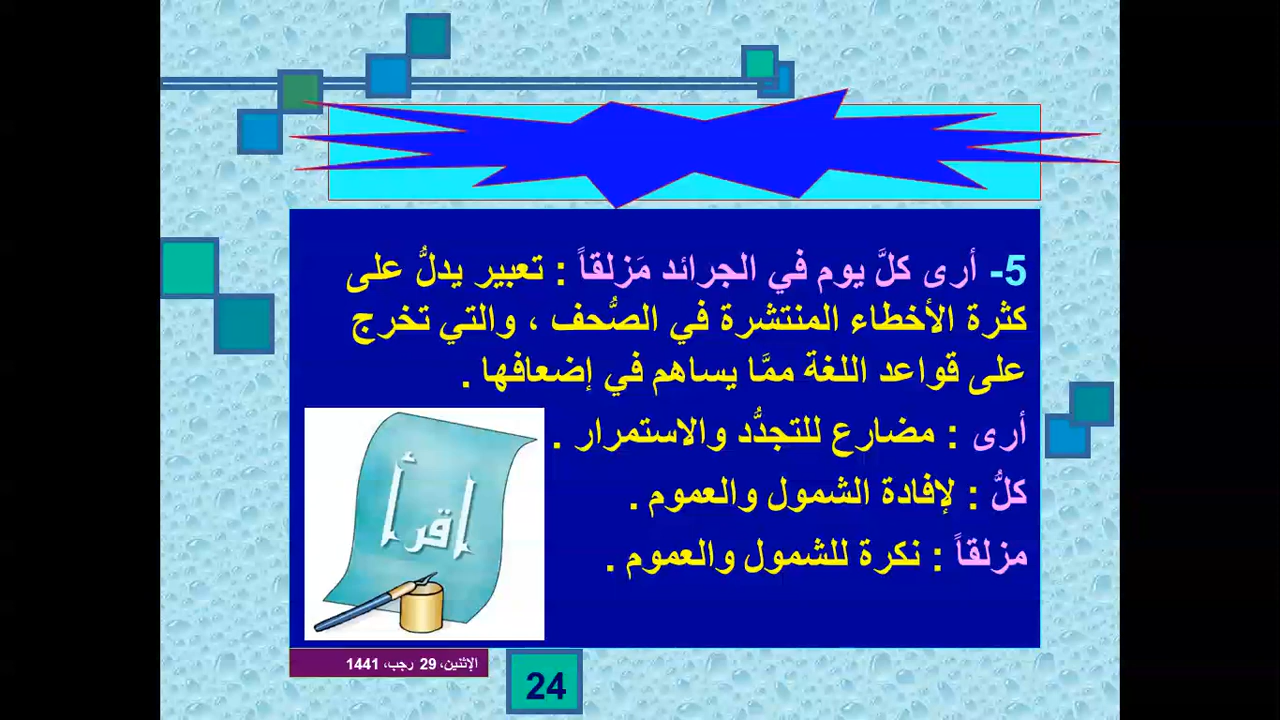 5- أرى كلَّ يوم في الجرائد مَزلقاً : تعبير يدلُّ على
كثرة الأخطاء المنتشرة في الصُّحف ، والتي تخرج
على قواعد اللغة ممَّا يساهم في إضعافها .
أرى : مضارع للتجدُّد والاستمرار .
كلُّ : لإفادة الشمول والعموم .
مزلقاً : نكرة للشمول والعموم .
اقرأ
الإثنين، 29 رجب، 1441
24